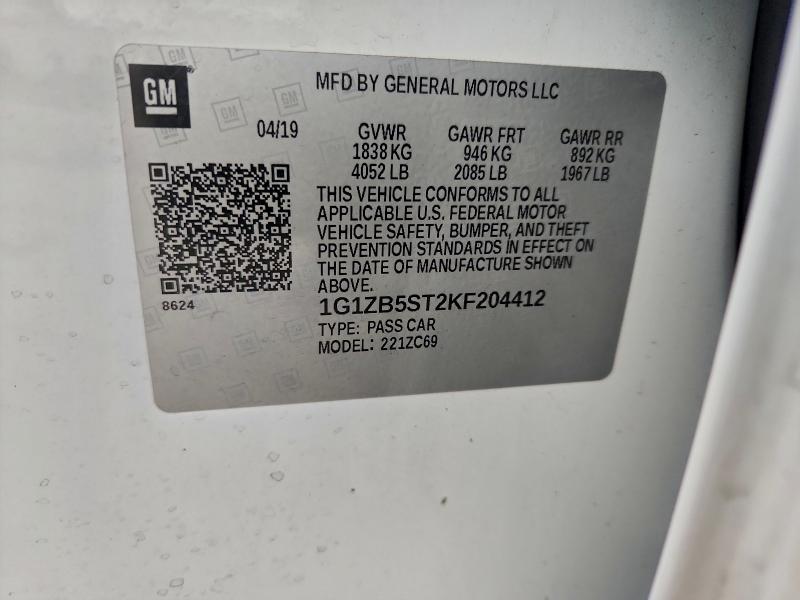 GM
MFD BY GENERAL MOTORS LLC
04/19 GVWR GAWR FRT GAWR RR
1838 KG 946 KG 892 KG
4052 LB 2085 LB 1967 LB
THIS VEHICLE CONFORMS TO ALL
APPLICABLE U.S. FEDERAL MOTOR
VEHICLE SAFETY, BUMPER, AND THEFT
PREVENTION STANDARDS IN EFFECT ON
THE DATE OF MANUFACTURE SHOWN
ABOVE.
8624
1G1ZB5ST2KF204412
TYPE: PASS CAR
MODEL: 221ZC69